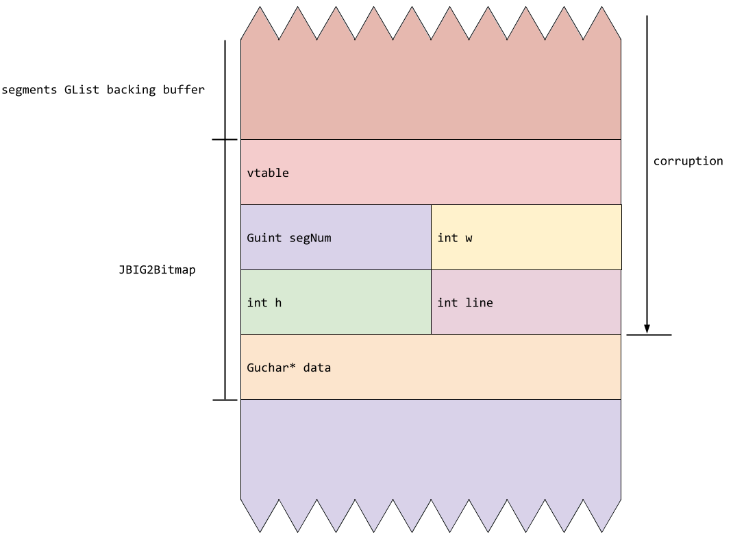 segments GList backing buffer
vtable
corruption
Guint segNum
int w
JBIG2Bitmap
int h
int line
Guchar* data